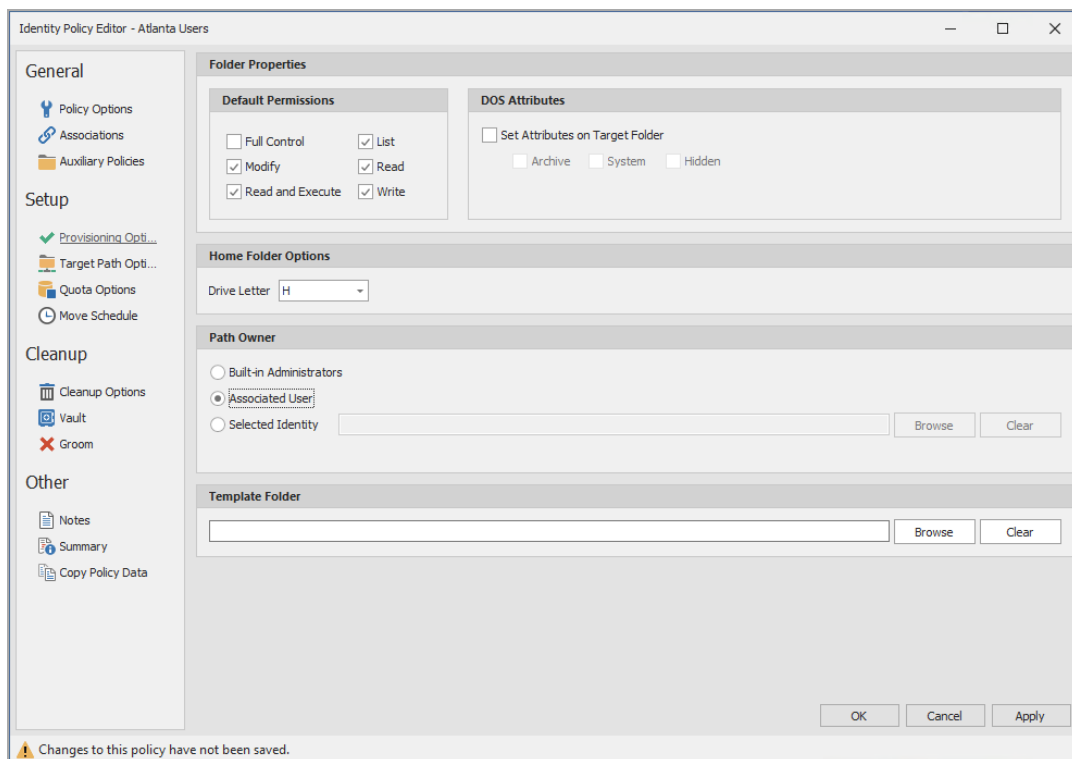 Identity Policy Editor - Atlanta Users
General
Policy Options
Associations
Auxiliary Policies
Setup
Provisioning Opti...
Target Path Opti...
Quota Options
Move Schedule
Cleanup
Cleanup Options
Vault
Groom
Other
Notes
Summary
Copy Policy Data
Folder Properties
Default Permissions
Full Control List
Modify Read
Read and Execute Write
DOS Attributes
Set Attributes on Target Folder
Archive System Hidden
Home Folder Options
Drive Letter H
Path Owner
Built-in Administrators
Associated User
Selected Identity Browse Clear
Template Folder
Browse Clear
OK Cancel Apply
Changes to this policy have not been saved.